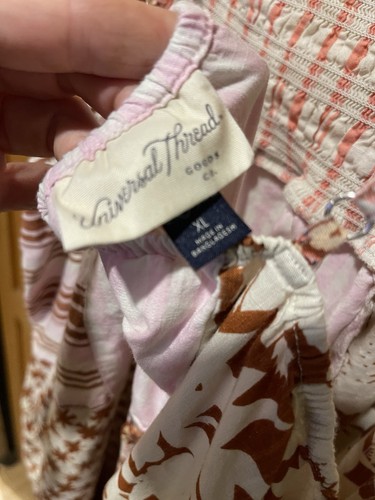 Universal Thread
GOODS
CO.
XL
MADE IN
BANGLADESH